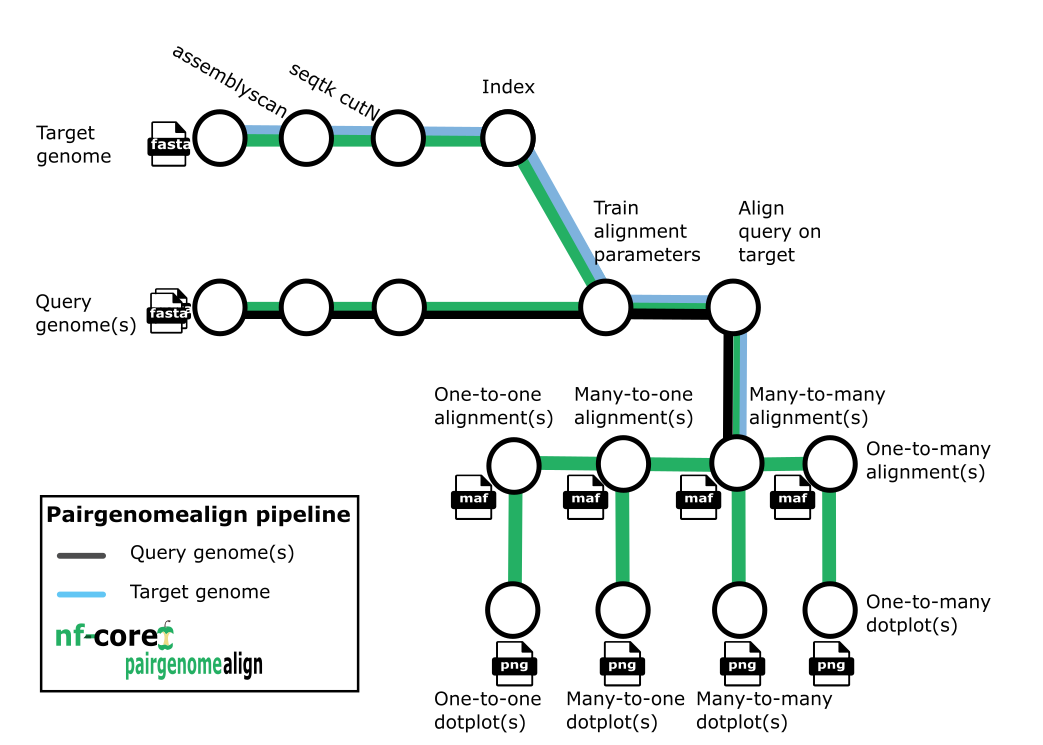 assemblyscan
seqtk cutN
Index
Target
genome
fasta
Train
alignment
parameters
Align
query on
target
Query
genome(s)
fasta
One-to-one
alignment(s)
Many-to-one
alignment(s)
Many-to-many
alignment(s)
One-to-many
alignment(s)
maf
maf
maf
maf
Pairgenomealign pipeline
Query genome(s)
Target genome
nf-core
pairgenomealign
One-to-many
dotplot(s)
png
png
png
png
One-to-one
dotplot(s)
Many-to-one
dotplot(s)
Many-to-many
dotplot(s)